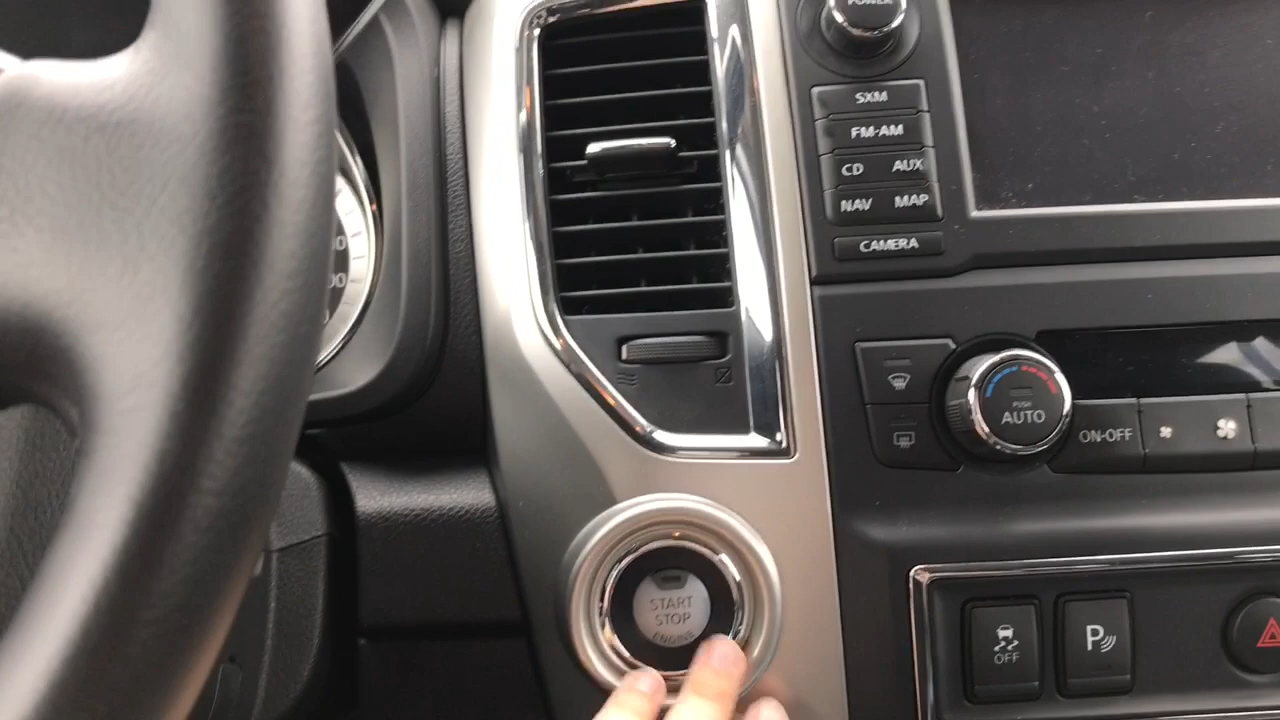 POWER
SXM
FM·AM
CD AUX
NAV MAP
CAMERA
PUSH
AUTO
ON-OFF
START
STOP
ENGINE
OFF
P